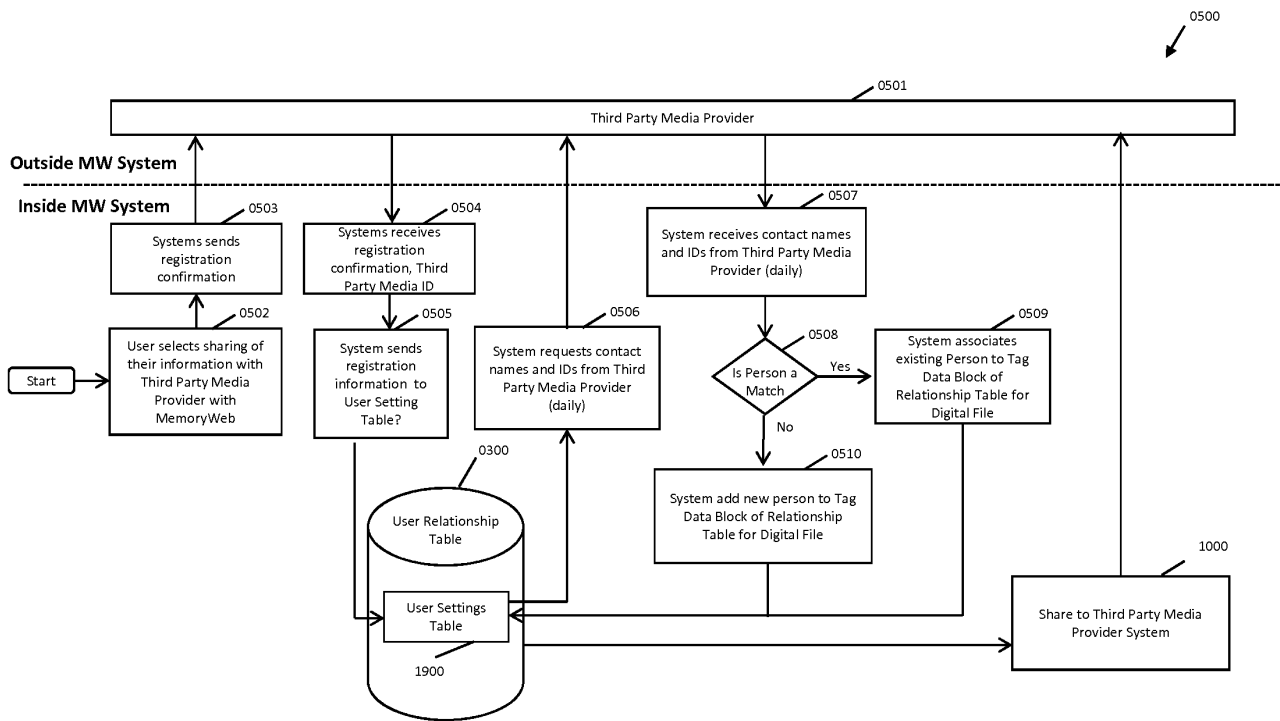 0500
0501
Third Party Media Provider
Outside MW System
Inside MW System
0503
Systems sends
registration
confirmation
0504
Systems receives
registration
confirmation, Third
Party Media ID
0507
System receives contact names
and IDs from Third Party Media
Provider (daily)
0502
User selects sharing of
their information with
Third Party Media
Provider with
MemoryWeb
Start
0505
System sends
registration
information to
User Setting
Table?
0506
System requests contact
names and IDs from Third
Party Media Provider
(daily)
0508
Is Person a
Match
Yes
No
0509
System associates
existing Person to Tag
Data Block of
Relationship Table for
Digital File
0510
System add new person to Tag
Data Block of Relationship
Table for Digital File
0300
User Relationship
Table
User Settings
Table
1900
1000
Share to Third Party Media
Provider System